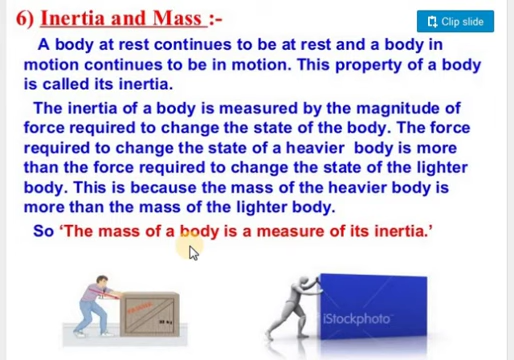 6) Inertia and Mass :-
Clip slide
A body at rest continues to be at rest and a body in
motion continues to be in motion. This property of a body
is called its inertia.
The inertia of a body is measured by the magnitude of
force required to change the state of the body. The force
required to change the state of a heavier body is more
than the force required to change the state of the lighter
body. This is because the mass of the heavier body is
more than the mass of the lighter body.
So ‘The mass of a body is a measure of its inertia.’
iStockphoto